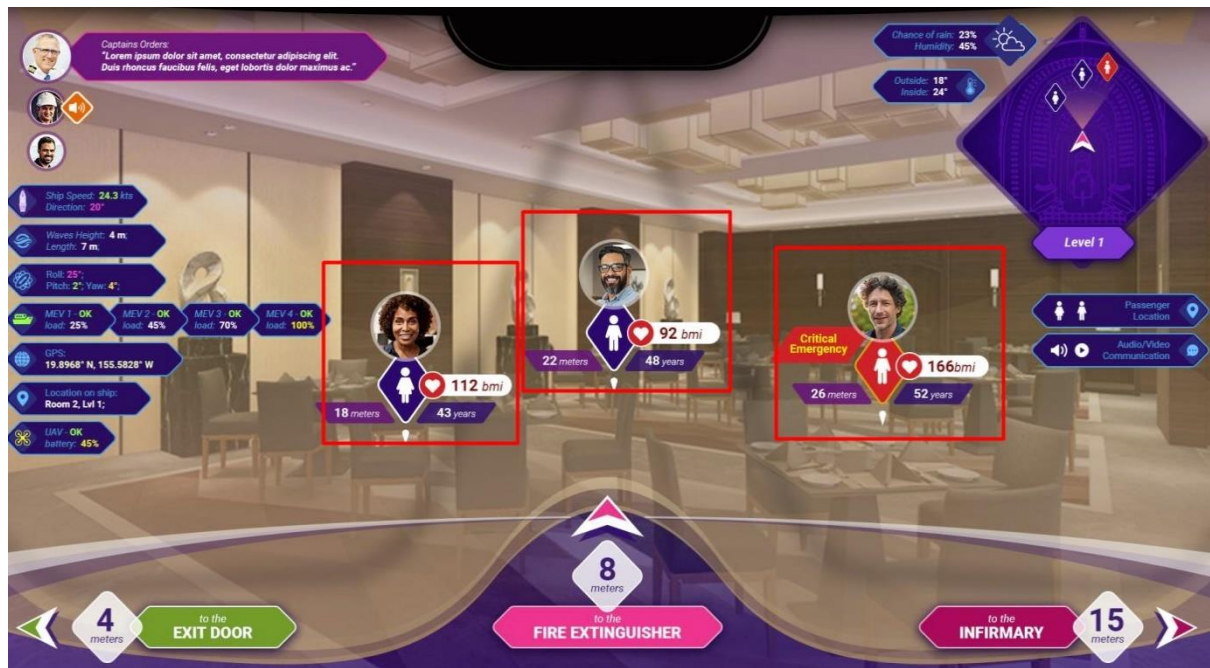 Captains Orders:
"Lorem ipsum dolor sit amet, consectetur adipiscing elit.
Duis rhoncus faucibus felis, eget lobortis dolor maximus ac."
Chance of rain: 23%
Humidity: 45%
Outside: 18°
Inside: 24°
Level 1
Ship Speed: 24.3 kts
Direction: 20°
Waves Height: 4 m;
Length: 7 m;
Roll: 25°;
Pitch: 2°; Yaw: 4°;
MEV 1 - OK
load: 25%
MEV 2 - OK
load: 45%
MEV 3 - OK
load: 70%
MEV 4 - OK
load: 100%
GPS:
19.8968° N, 155.5828° W
Location on ship:
Room 2, Lvl 1;
UAV - OK
battery: 45%
112 bmi
18 meters
43 years
92 bmi
22 meters
48 years
Critical
Emergency
166bmi
26 meters
52 years
Passenger
Location
Audio/Video
Communication
4
meters
to the
EXIT DOOR
8
meters
to the
FIRE EXTINGUISHER
to the
INFIRMARY
15
meters